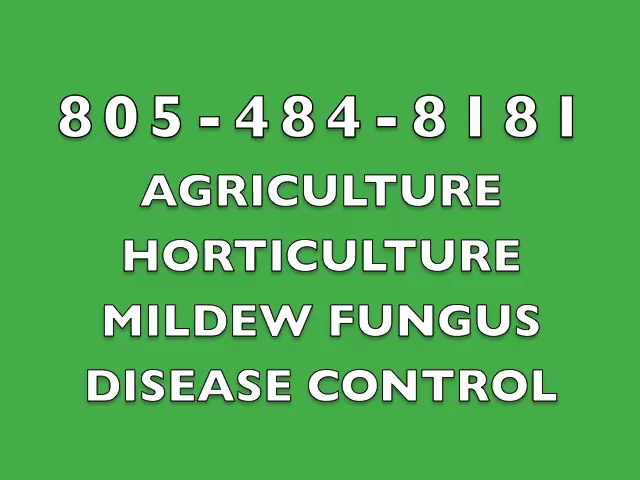 805-484-8181
AGRICULTURE
HORTICULTURE
MILDEW FUNGUS
DISEASE CONTROL